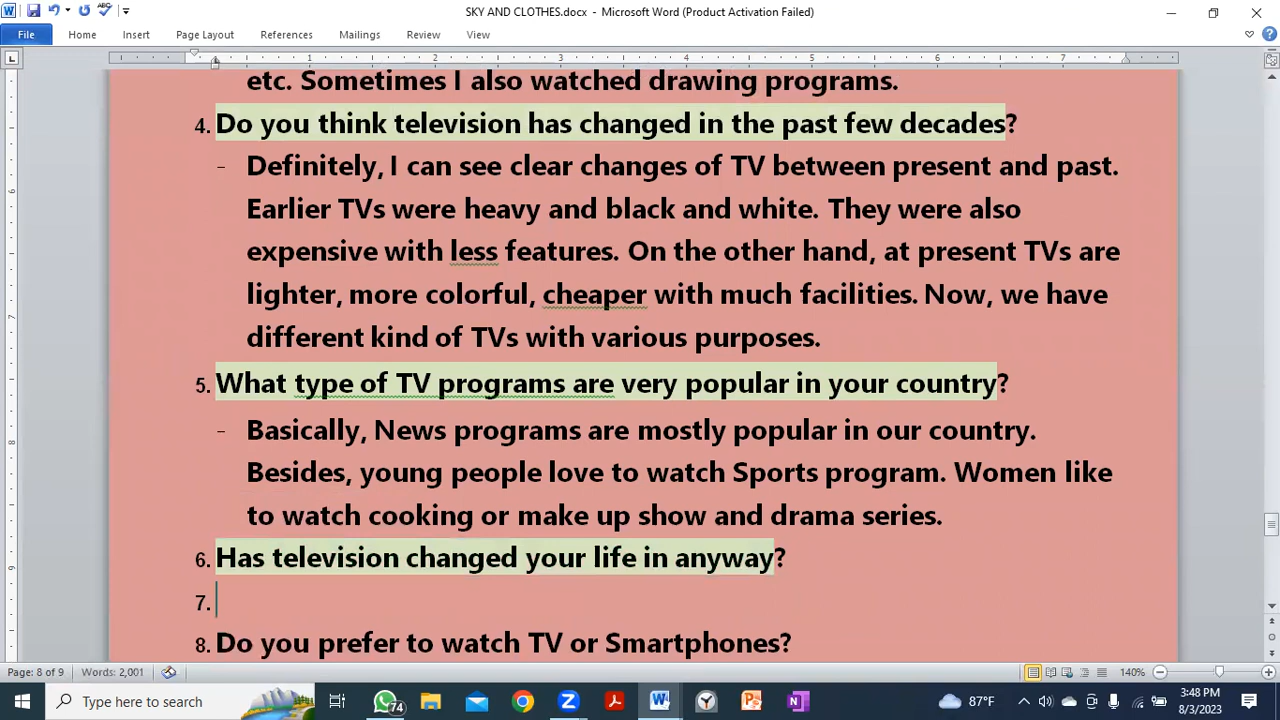 SKY AND CLOTHES.docx - Microsoft Word (Product Activation Failed)
File Home Insert Page Layout References Mailings Review View
1 1 2 3 4 5 6 7
etc. Sometimes I also watched drawing programs.
4. Do you think television has changed in the past few decades?
- Definitely, I can see clear changes of TV between present and past.
Earlier TVs were heavy and black and white. They were also
expensive with less features. On the other hand, at present TVs are
lighter, more colorful, cheaper with much facilities. Now, we have
different kind of TVs with various purposes.
5. What type of TV programs are very popular in your country?
- Basically, News programs are mostly popular in our country.
Besides, young people love to watch Sports program. Women like
to watch cooking or make up show and drama series.
6. Has television changed your life in anyway?
7.
8. Do you prefer to watch TV or Smartphones?
Page: 8 of 9 Words: 2,001 140%
Type here to search 74 87°F 3:48 PM
8/3/2023